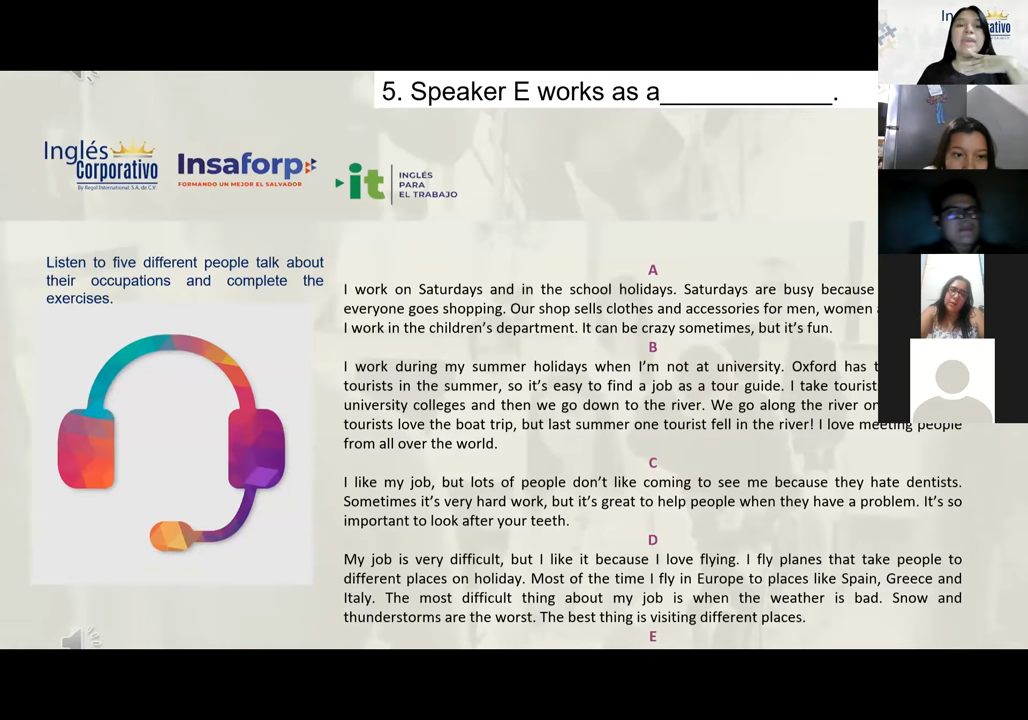 In
ativo
5. Speaker E works as a____________.
Inglés
Corporativo
By Regal International, S.A. de C.V.
Insaforp
FORMANDO UN MEJOR EL SALVADOR
it
INGLÉS
PARA
EL TRABAJO
Listen to five different people talk about
their occupations and complete the
exercises.
A
I work on Saturdays and in the school holidays. Saturdays are busy because
everyone goes shopping. Our shop sells clothes and accessories for men, women
I work in the children's department. It can be crazy sometimes, but it's fun.
B
I work during my summer holidays when I'm not at university. Oxford has
tourists in the summer, so it's easy to find a job as a tour guide. I take tourist
university colleges and then we go down to the river. We go along the river on
tourists love the boat trip, but last summer one tourist fell in the river! I love meeting people
from all over the world.
C
I like my job, but lots of people don't like coming to see me because they hate dentists.
Sometimes it's very hard work, but it's great to help people when they have a problem. It's so
important to look after your teeth.
D
My job is very difficult, but I like it because I love flying. I fly planes that take people to
different places on holiday. Most of the time I fly in Europe to places like Spain, Greece and
Italy. The most difficult thing about my job is when the weather is bad. Snow and
thunderstorms are the worst. The best thing is visiting different places.
E